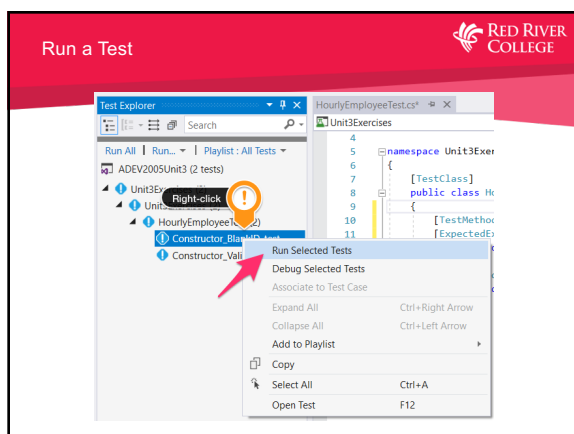 Run a Test
RED RIVER
COLLEGE
Test Explorer
HourlyEmployeeTest.cs*
Search
Unit3Exercises
Run All | Run... | Playlist : All Tests
ADEV2005Unit3 (2 tests)
Right-click
HourlyEmployeeT (2)
Constructor_BlankID_test
Constructor_Vali
4
5 namespace Unit3Exer
6 {
7 [TestClass]
8 public class Ho
9 {
10 [TestMethod
11 [ExpectedEx
Run Selected Tests
Debug Selected Tests
Associate to Test Case
Expand All Ctrl+Right Arrow
Collapse All Ctrl+Left Arrow
Add to Playlist
Copy
Select All Ctrl+A
Open Test F12